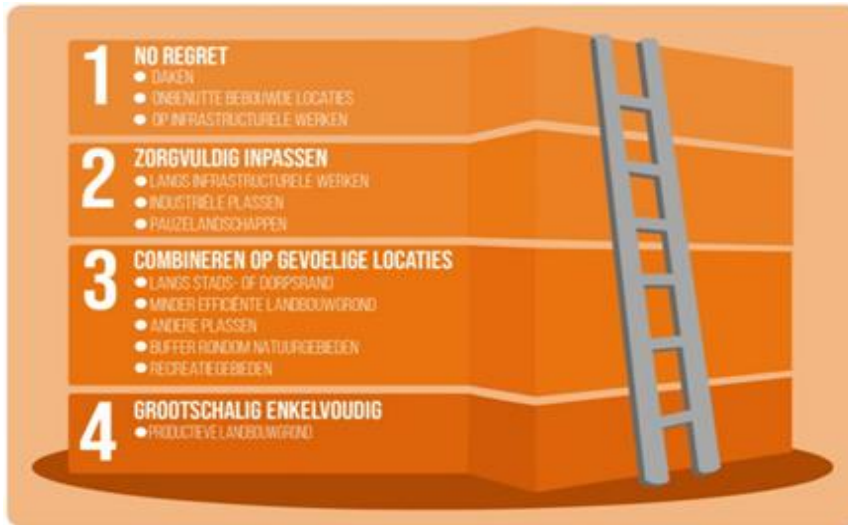 1
NO REGRET
● DAKEN
● ONBENUTTE BEBOUWDE LOCATIES
● OP INFRASTRUCTURELE WERKEN
2
ZORGVULDIG INPASSEN
● LANGS INFRASTRUCTURELE WERKEN
● INDUSTRIËLE PLASSEN
● PAUZELANDSCHAPPEN
3
COMBINEREN OP GEVOELIGE LOCATIES
● LANGS STADS- OF DORPSRAND
● MINDER EFFICIËNTE LANDBOUWGROND
● ANDERE PLASSEN
● BUFFER RONDOM NATUURGEBIEDEN
● RECREATIEGEBIEDEN
4
GROOTSCHALIG ENKELVOUDIG
● PRODUCTIEVE LANDBOUWGROND